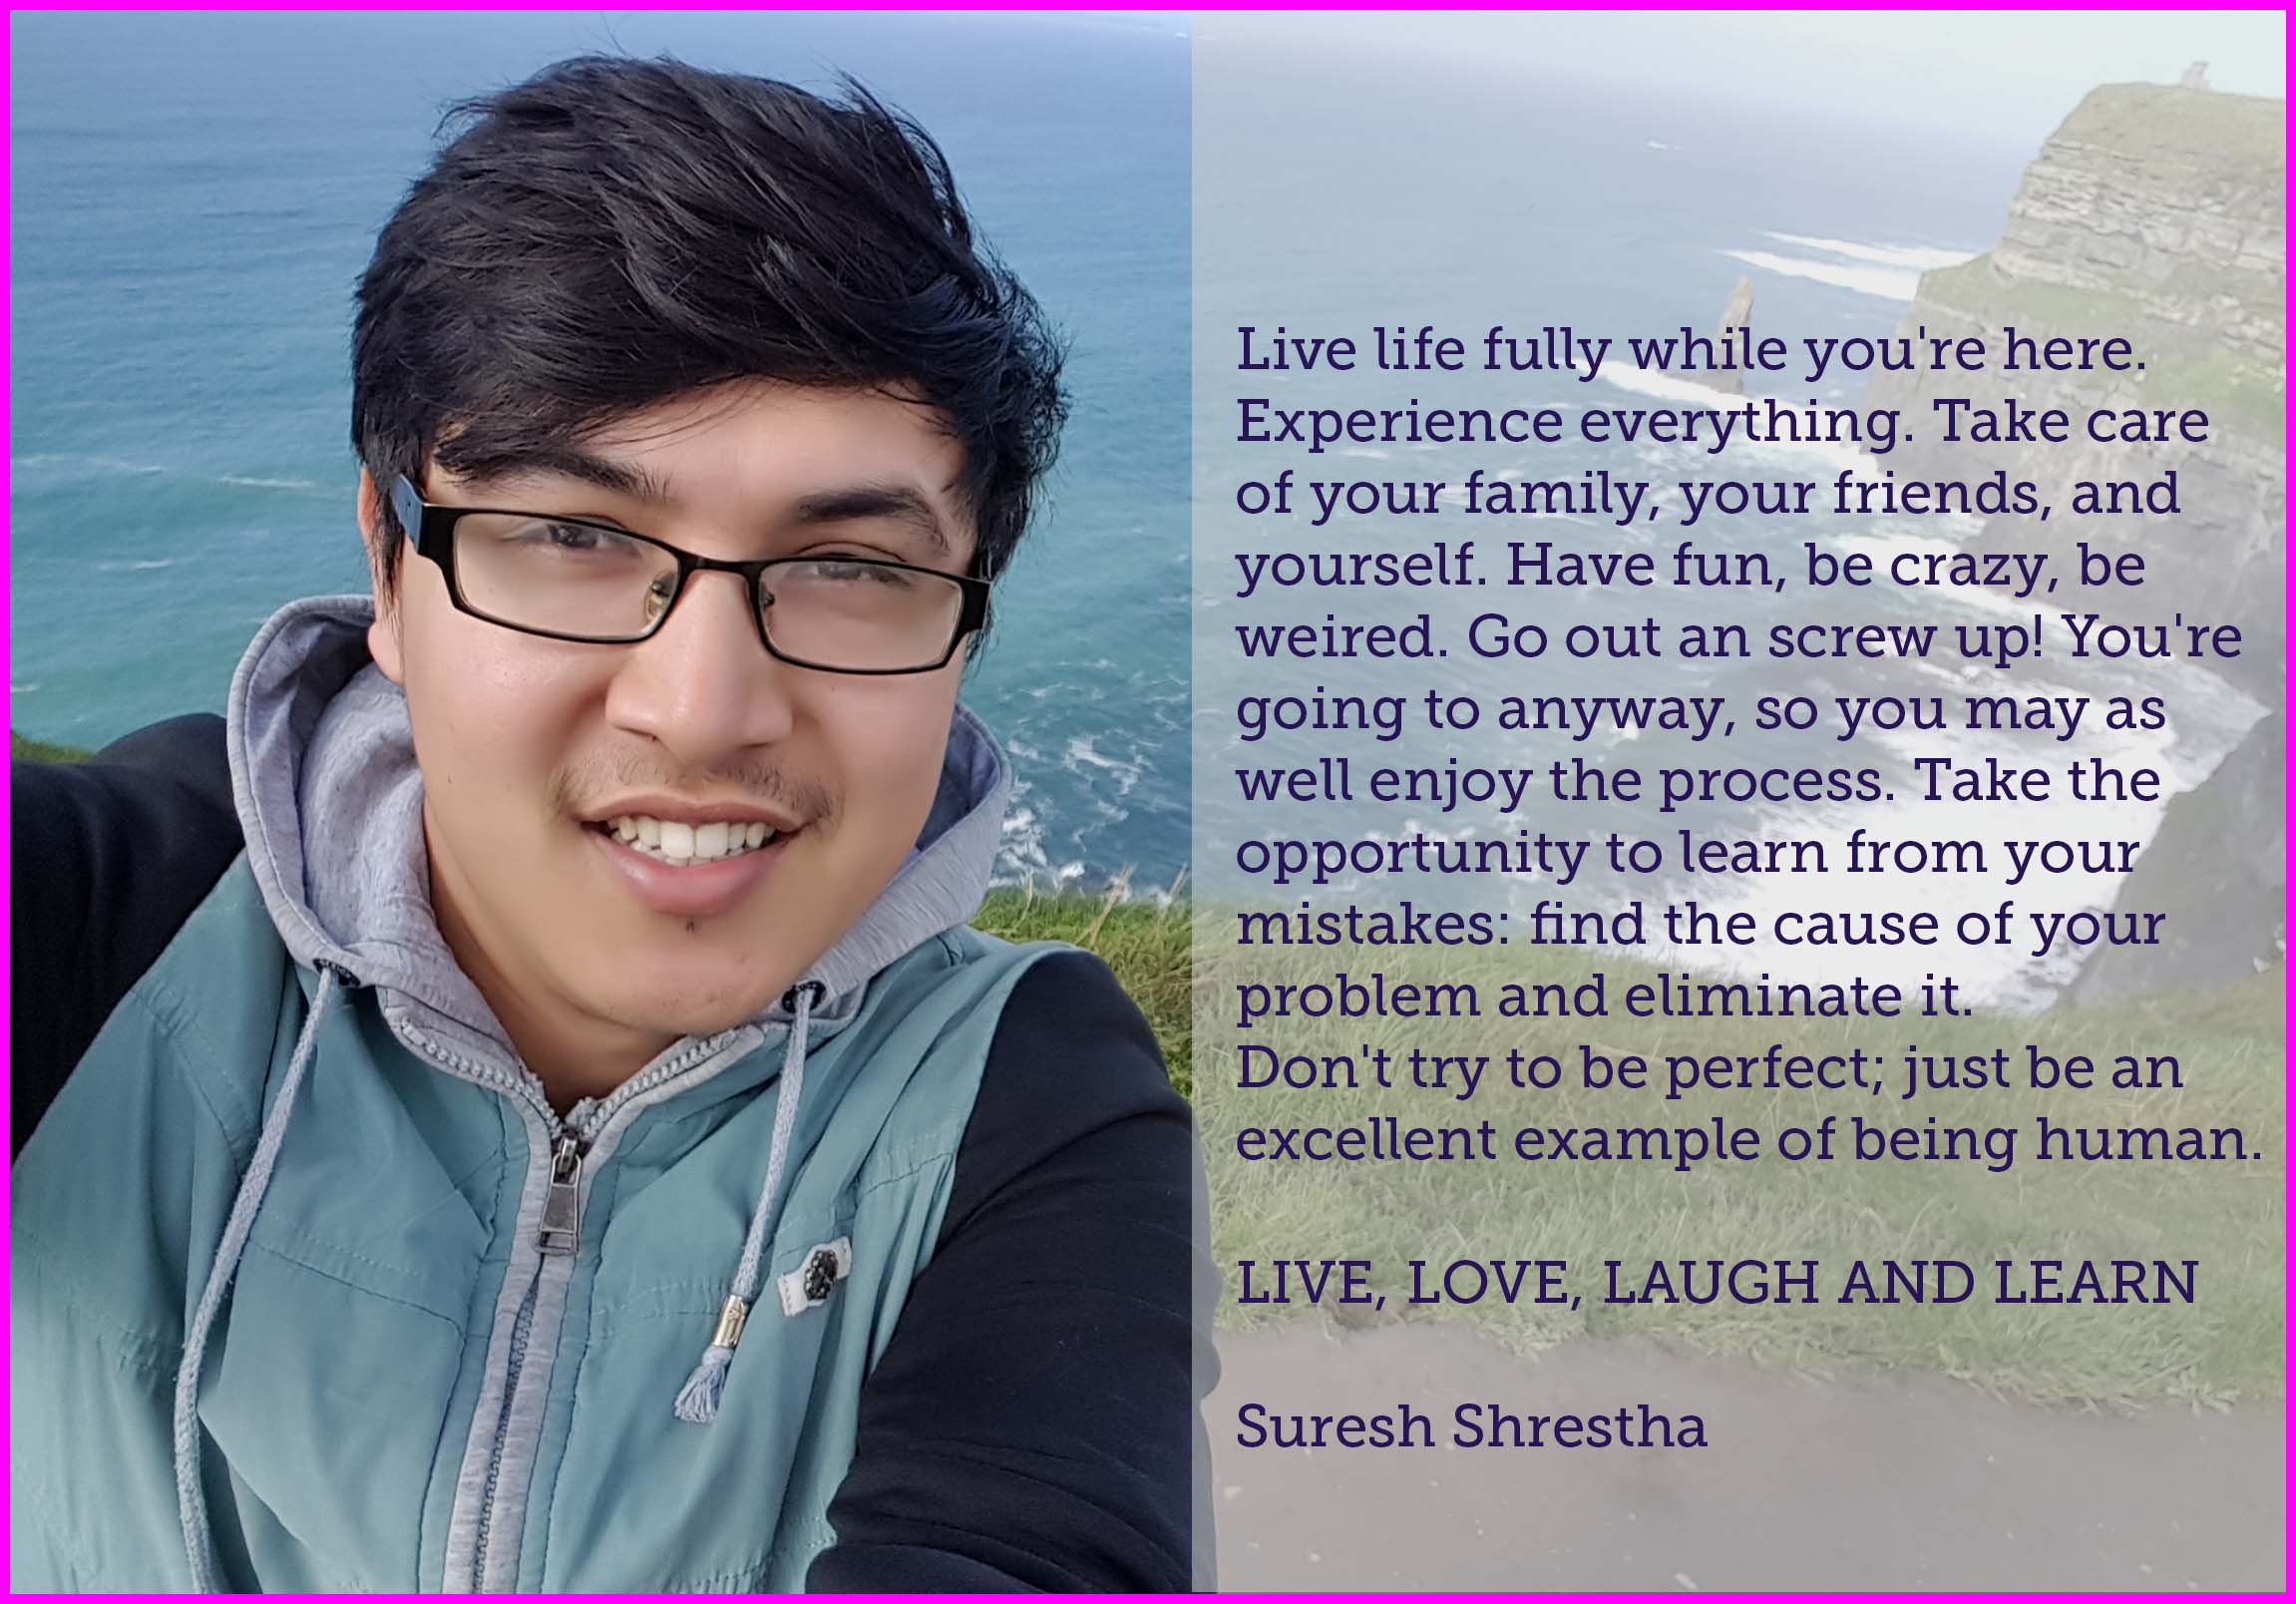 Live life fully while you're here.
Experience everything. Take care
of your family, your friends, and
yourself. Have fun, be crazy, be
weired. Go out an screw up! You're
going to anyway, so you may as
well enjoy the process. Take the
opportunity to learn from your
mistakes: find the cause of your
problem and eliminate it.
Don't try to be perfect; just be an
excellent example of being human.
LIVE, LOVE, LAUGH AND LEARN
Suresh Shrestha